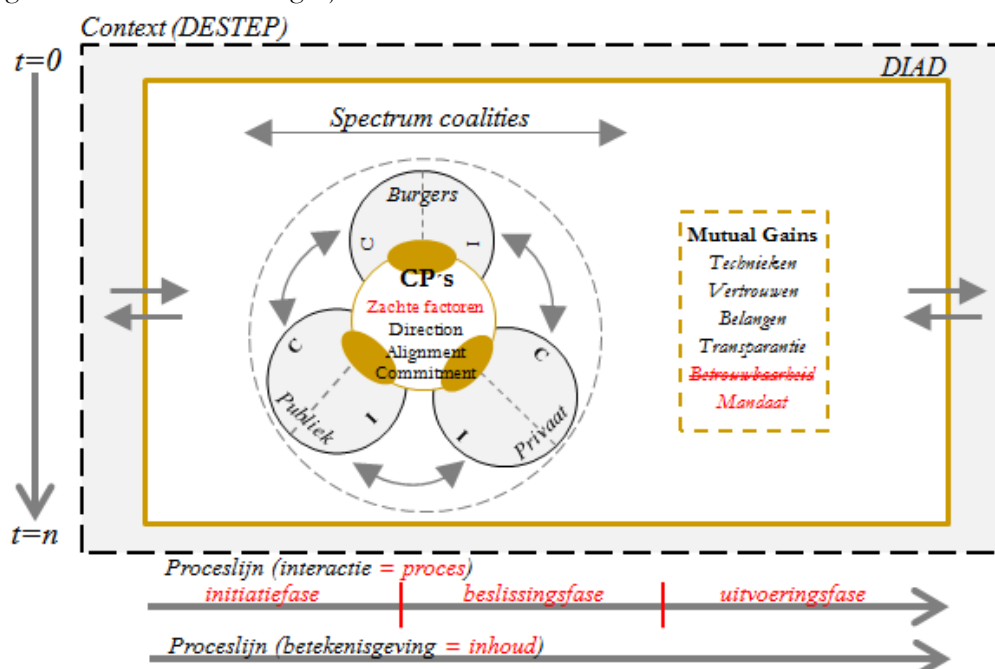 Context (DESTEP)
t=0
DIAD
Spectrum coalities
Burgers
C I
CP's
Zachte factoren
Direction
Alignment
Commitment
C
Publiek
I
C
Privaat
I
Mutual Gains
Technieken
Vertrouwen
Belangen
Transparantie
Betrouwbaarheid
Mandaat
t=n
Proceslijn (interactie = proces)
initiatiefase beslissingsfase uitvoeringsfase
Proceslijn (betekenisgeving = inhoud)